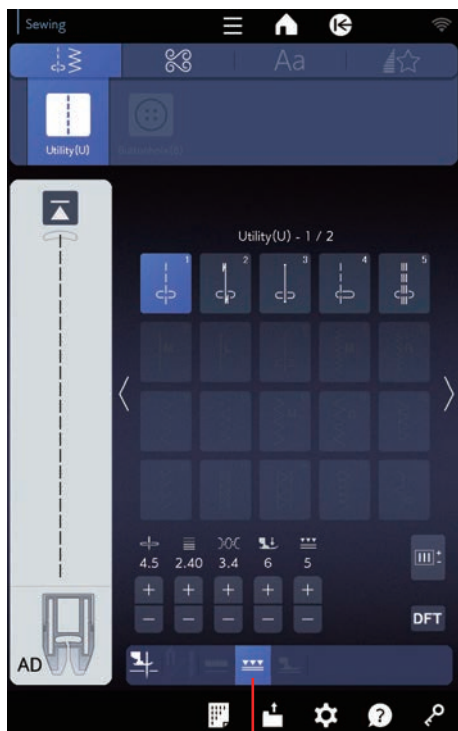 Sewing
Aa
Utility(U)
Utility(U) - 1 / 2
1 2 3 4 5
4.5 2.40 3.4 6 5
+ + + + +
− − − − −
DFT
AD
?